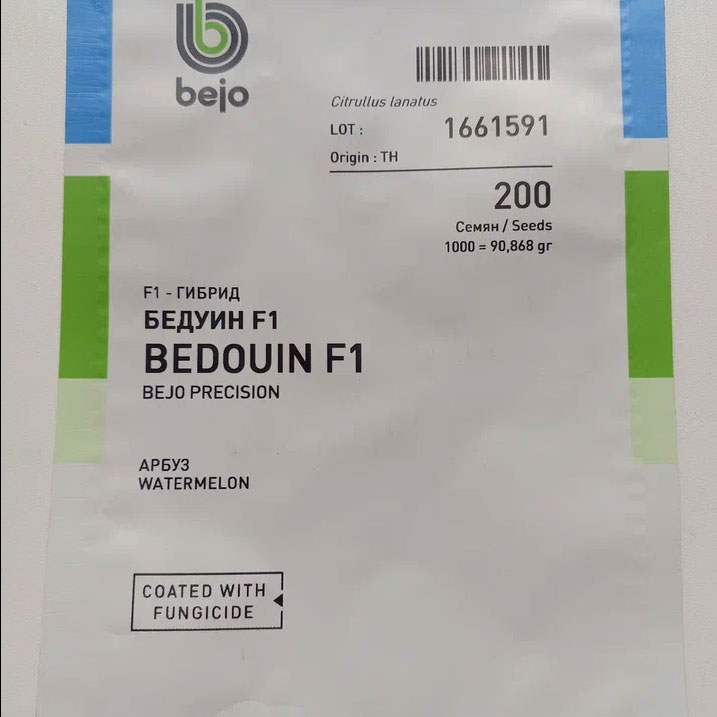 bejo
Citrullus lanatus
LOT : 1661591
Origin : TH
200
Семян / Seeds
1000 = 90,868 gr
F1 - ГИБРИД
БЕДУИН F1
BEDOUIN F1
BEJO PRECISION
АРБУЗ
WATERMELON
COATED WITH
FUNGICIDE